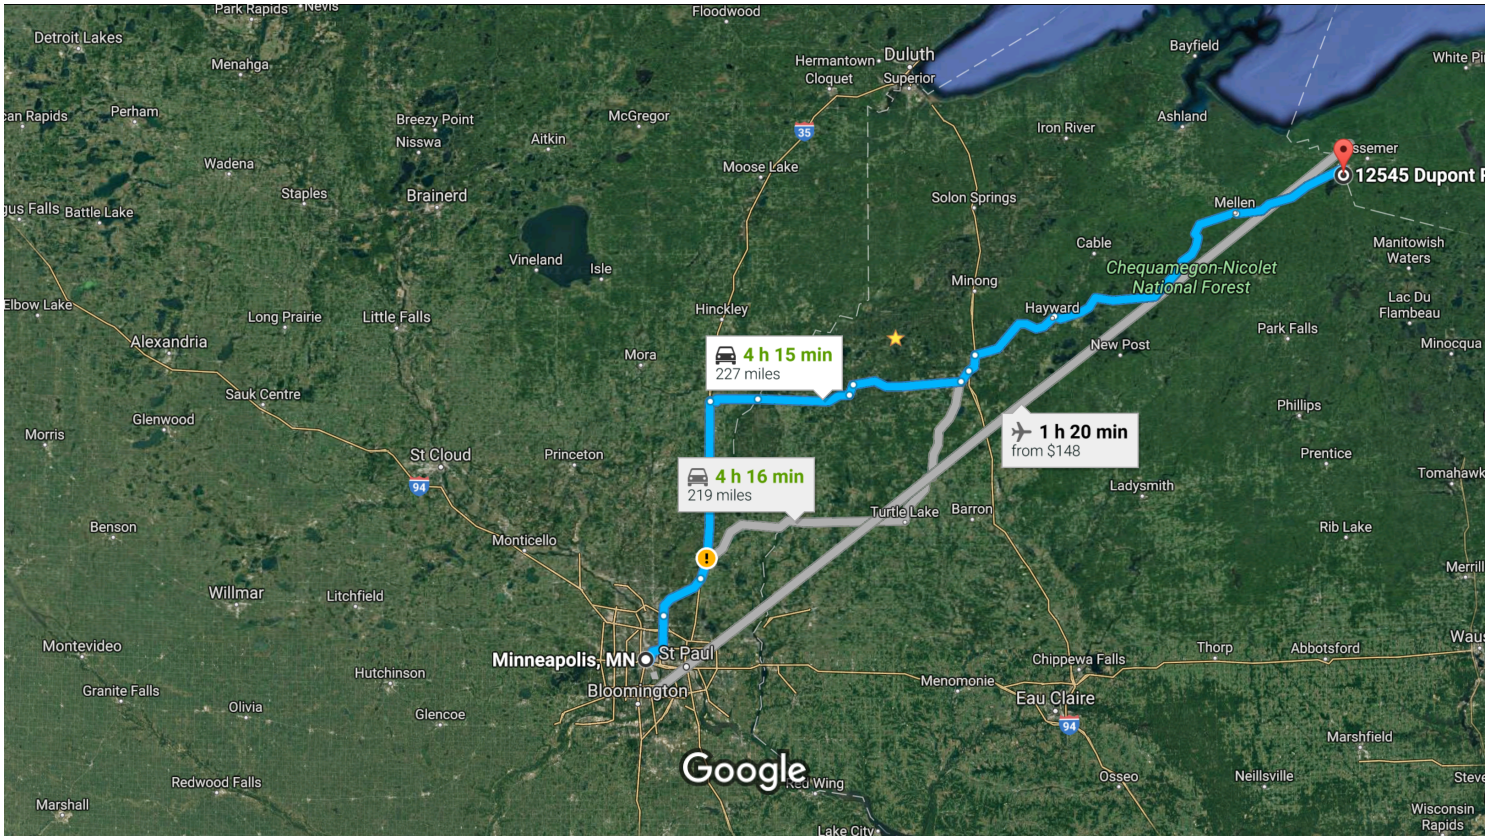 Park Rapids
Nevis
Floodwood
Detroit Lakes
Menahga
Hermantown
Duluth
Cloquet
Superior
Bayfield
White Pi
can Rapids
Perham
Breezy Point
McGregor
35
Ashland
Nisswa
Aitkin
Iron River
ssemer
Wadena
Moose Lake
12545 Dupont R
Staples
Brainerd
Solon Springs
gus Falls
Battle Lake
Mellen
Vineland
Isle
Cable
Manitowish
Waters
Chequamegon-Nicolet
National Forest
Minong
Elbow Lake
Long Prairie
Little Falls
Hinckley
Hayward
Lac Du
Flambeau
Park Falls
Alexandria
Mora
4 h 15 min
227 miles
New Post
Minocqua
Sauk Centre
Glenwood
Phillips
Morris
St Cloud
Princeton
1 h 20 min
from $148
Prentice
94
4 h 16 min
219 miles
Ladysmith
Tomahawk
Benson
Turtle Lake
Barron
Rib Lake
Monticello
Merrill
Willmar
Litchfield
Montevideo
Minneapolis, MN
St Paul
Thorp
Abbotsford
Waus
Hutchinson
Chippewa Falls
Granite Falls
Bloomington
Menomonie
Eau Claire
Olivia
Glencoe
94
Marshfield
Google
Redwood Falls
Red Wing
Osseo
Neillsville
Steve
Marshall
Lake City
Wisconsin
Rapids